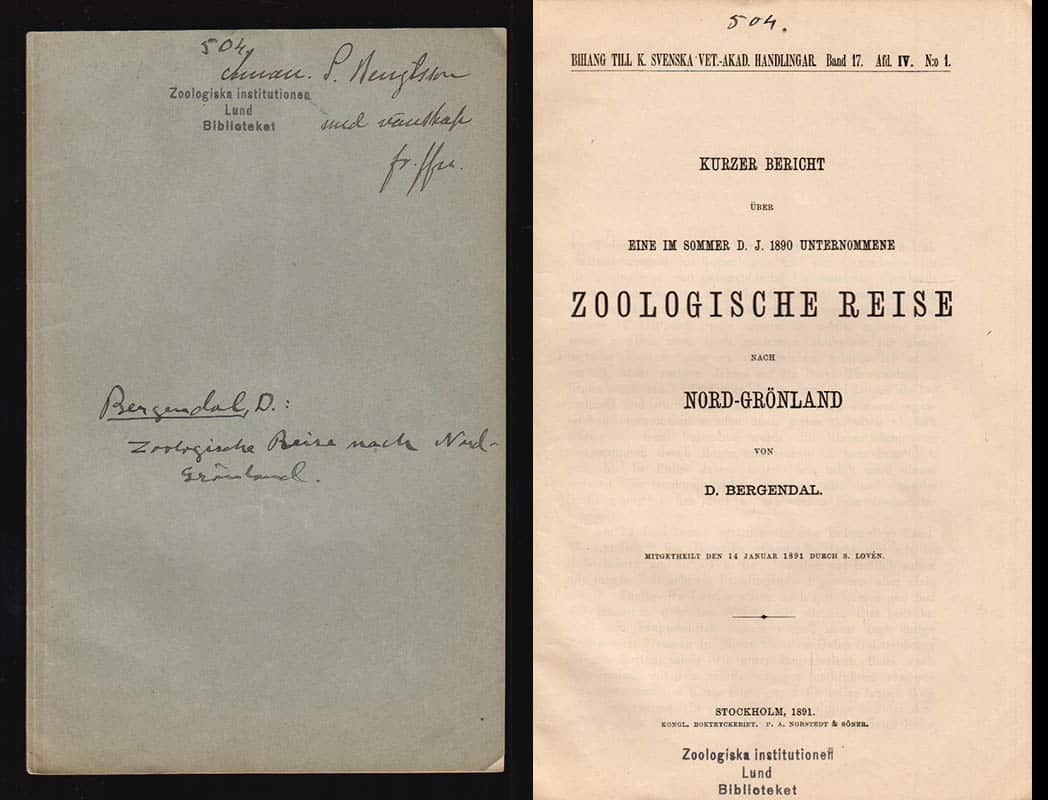 504
Aman. S. Bengtsson
Zoologiska institutionen
Lund
Biblioteket
med vänskap
fr. ffn.
Bergendal, D.:
Zoologische Reise nach Nord-
Grönland.
504.
BIHANG TILL K. SVENSKA VET.-AKAD. HANDLINGAR. Band 17. Afd. IV. N:o 1.
KURZER BERICHT
ÜBER
EINE IM SOMMER D. J. 1890 UNTERNOMMENE
ZOOLOGISCHE REISE
NACH
NORD-GRÖNLAND
VON
D. BERGENDAL.
MITGETHEILT DEN 14 JANUAR 1891 DURCH S. LOVÉN.
STOCKHOLM, 1891.
KONGL. BOKTRYCKERIET. P. A. NORSTEDT & SÖNER.
Zoologiska institutionen
Lund
Biblioteket